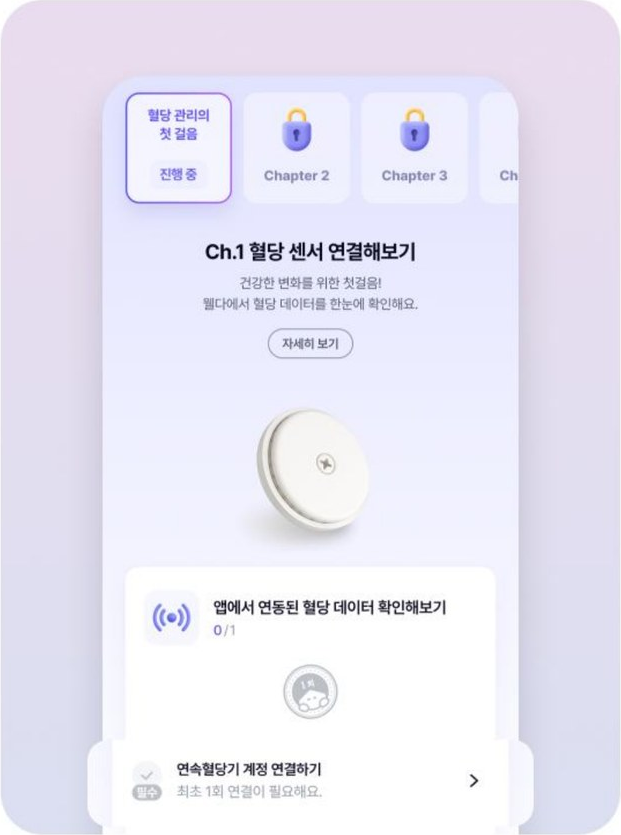 혈당 관리의
첫 걸음
진행 중
Chapter 2
Chapter 3
Ch
Ch.1 혈당 센서 연결해보기
건강한 변화를 위한 첫걸음!
웰다에서 혈당 데이터를 한눈에 확인해요.
자세히 보기
앱에서 연동된 혈당 데이터 확인해보기
0/1
1회
연속혈당기 계정 연결하기
필수
최초 1회 연결이 필요해요.